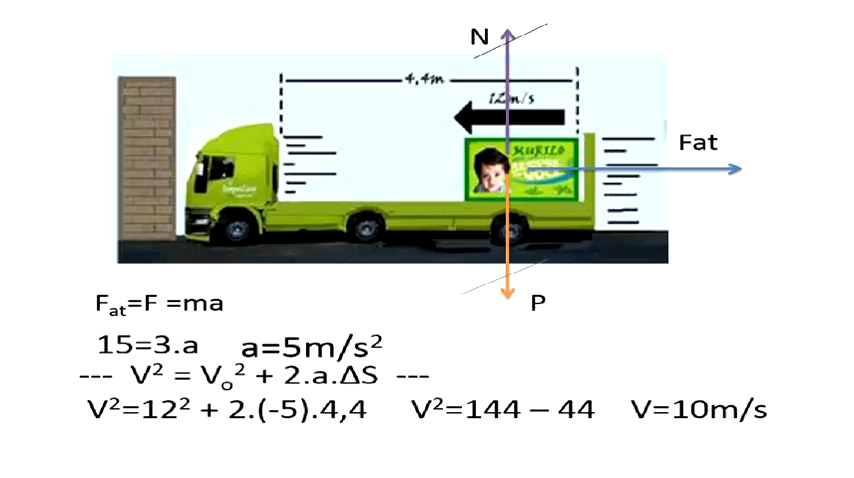 N
4,4m
12m/s
Fat
MURILO
P
Fat=F =ma
15=3.a a=5m/s²
--- V² = Vo² + 2.a.ΔS ---
V²=12² + 2.(-5).4,4 V²=144 – 44 V=10m/s